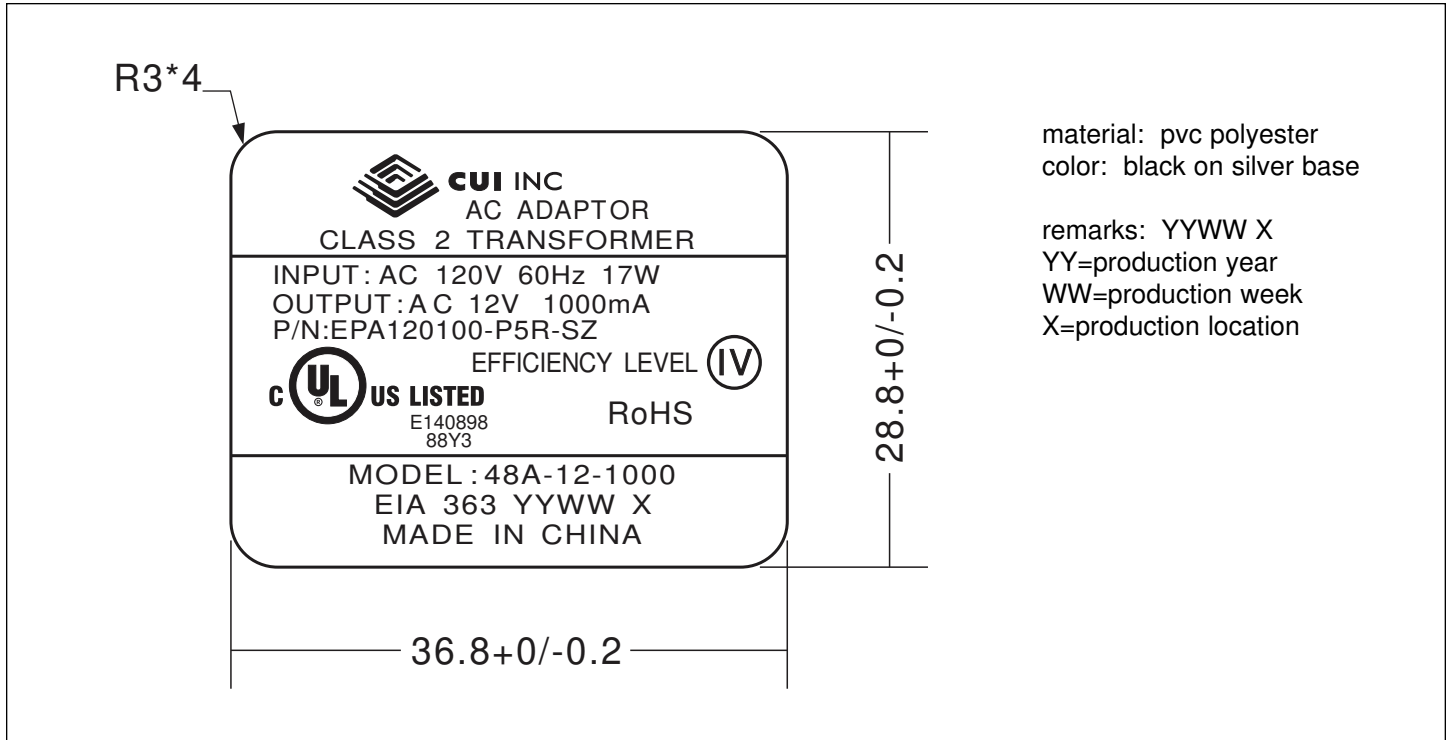 R3*4
CUI INC
AC ADAPTOR
CLASS 2 TRANSFORMER
INPUT: AC 120V 60Hz 17W
OUTPUT: AC 12V 1000mA
P/N:EPA120100-P5R-SZ
EFFICIENCY LEVEL IV
C UL ® US LISTED
E140898
88Y3
RoHS
MODEL: 48A-12-1000
EIA 363 YYWW X
MADE IN CHINA
36.8+0/-0.2
28.8+0/-0.2
material: pvc polyester
color: black on silver base
remarks: YYWW X
YY=production year
WW=production week
X=production location